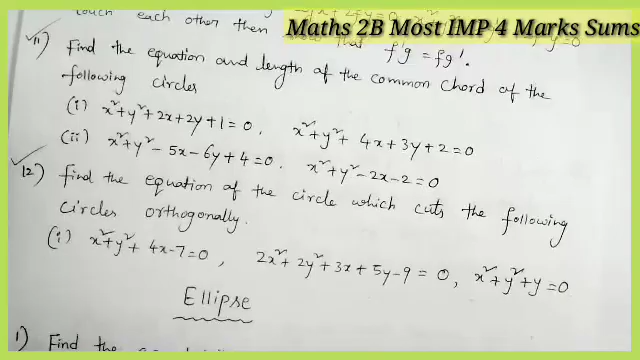 touch each other then
Maths 2B Most IMP 4 Marks Sums
that f'g = fg'.
11) Find the equation and length of the common chord of the
following circles
(i) x²+y²+2x+2y+1=0, x²+y²+4x+3y+2=0
(ii) x²+y²-5x-6y+4=0. x²+y²-2x-2=0
12) find the equation of the circle which cuts the following
circles orthogonally.
(i) x²+y²+4x-7=0, 2x²+2y²+3x+5y-9=0, x²+y²+y=0
Ellipse
1) Find the